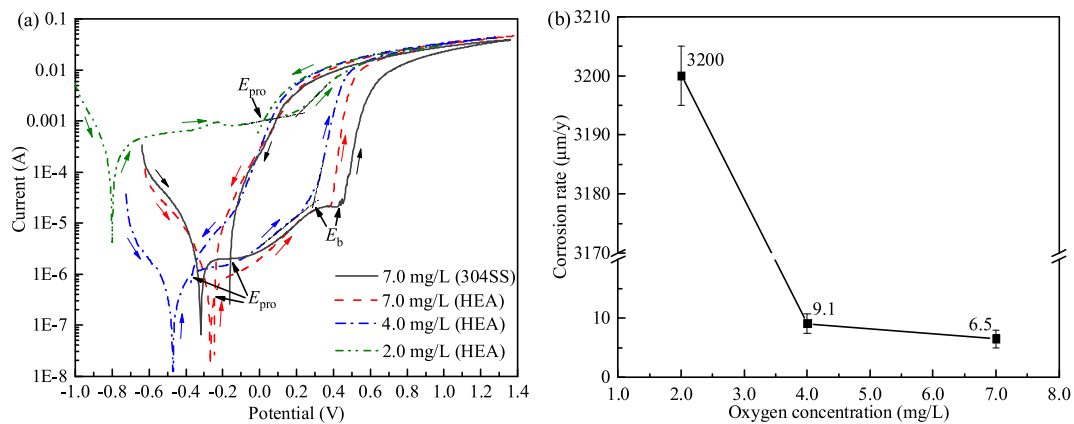 (a)
0.1
0.01
0.001
1E-4
1E-5
1E-6
1E-7
1E-8
Current (A)
-1.0 -0.8 -0.6 -0.4 -0.2 0.0 0.2 0.4 0.6 0.8 1.0 1.2 1.4
Potential (V)
Epro
Eb
Epro
7.0 mg/L (304SS)
7.0 mg/L (HEA)
4.0 mg/L (HEA)
2.0 mg/L (HEA)
(b)
3210
3200
3190
3180
3170
10
0
Corrosion rate (μm/y)
3200
9.1
6.5
1.0 2.0 3.0 4.0 5.0 6.0 7.0 8.0
Oxygen concentration (mg/L)